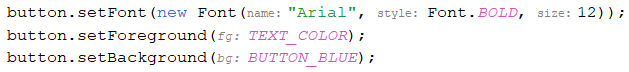 button.setFont(new Font(name: "Arial", style: Font.BOLD, size: 12));
button.setForeground(fg: TEXT_COLOR);
button.setBackground(bg: BUTTON_BLUE);